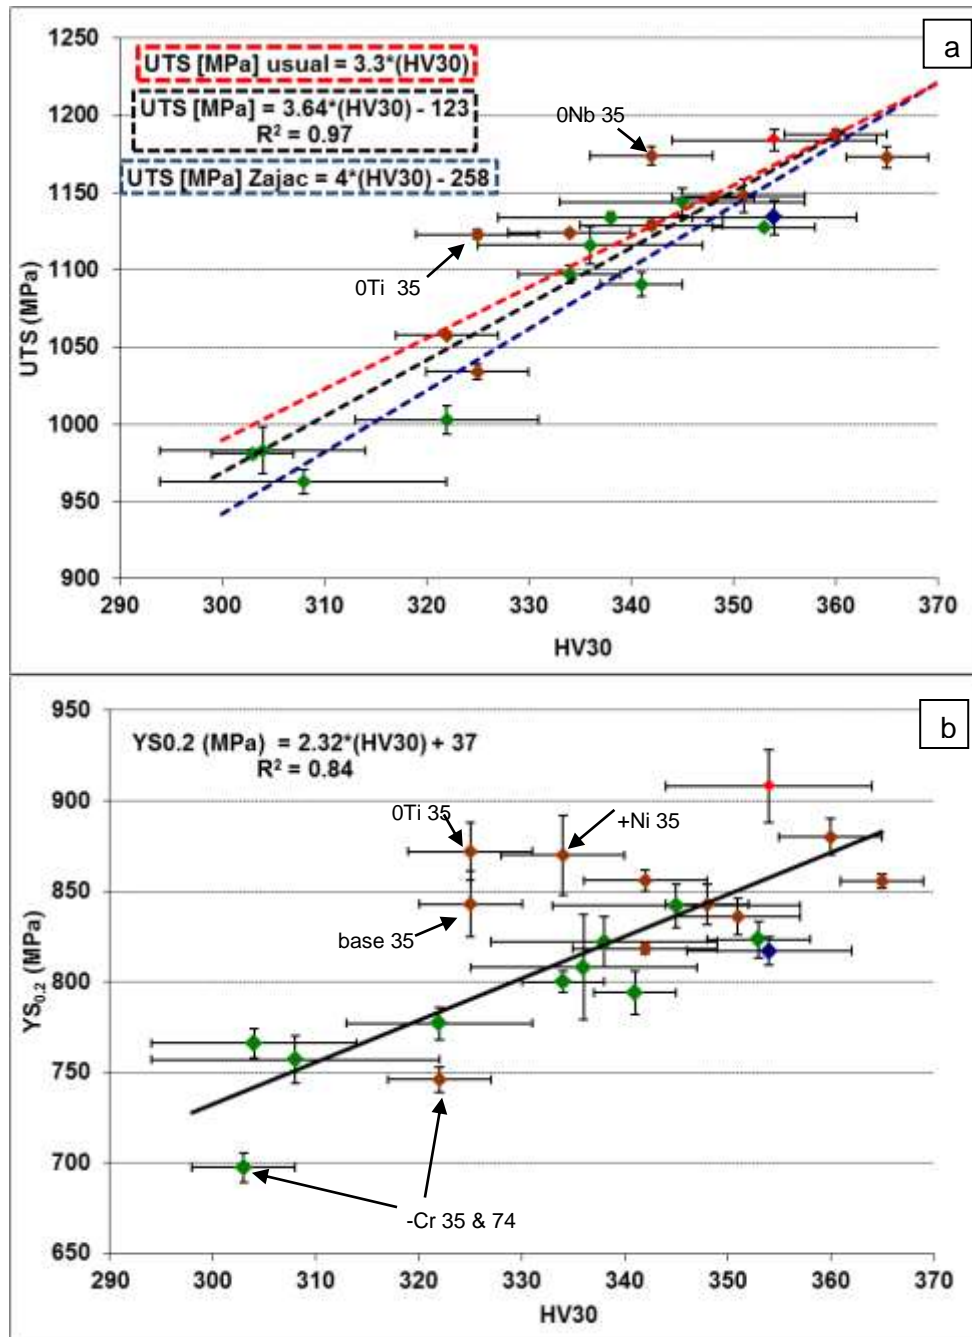 a
1250
1200
1150
1100
1050
1000
950
900
UTS (MPa)
UTS [MPa] usual = 3.3*(HV30)
UTS [MPa] = 3.64*(HV30) - 123
R² = 0.97
UTS [MPa] Zajac = 4*(HV30) - 258
0Nb 35
0Ti 35
290 300 310 320 330 340 350 360 370
HV30
b
950
900
850
800
750
700
650
YS0.2 (MPa)
YS0.2 (MPa) = 2.32*(HV30) + 37
R² = 0.84
0Ti 35
+Ni 35
base 35
-Cr 35 & 74
290 300 310 320 330 340 350 360 370
HV30